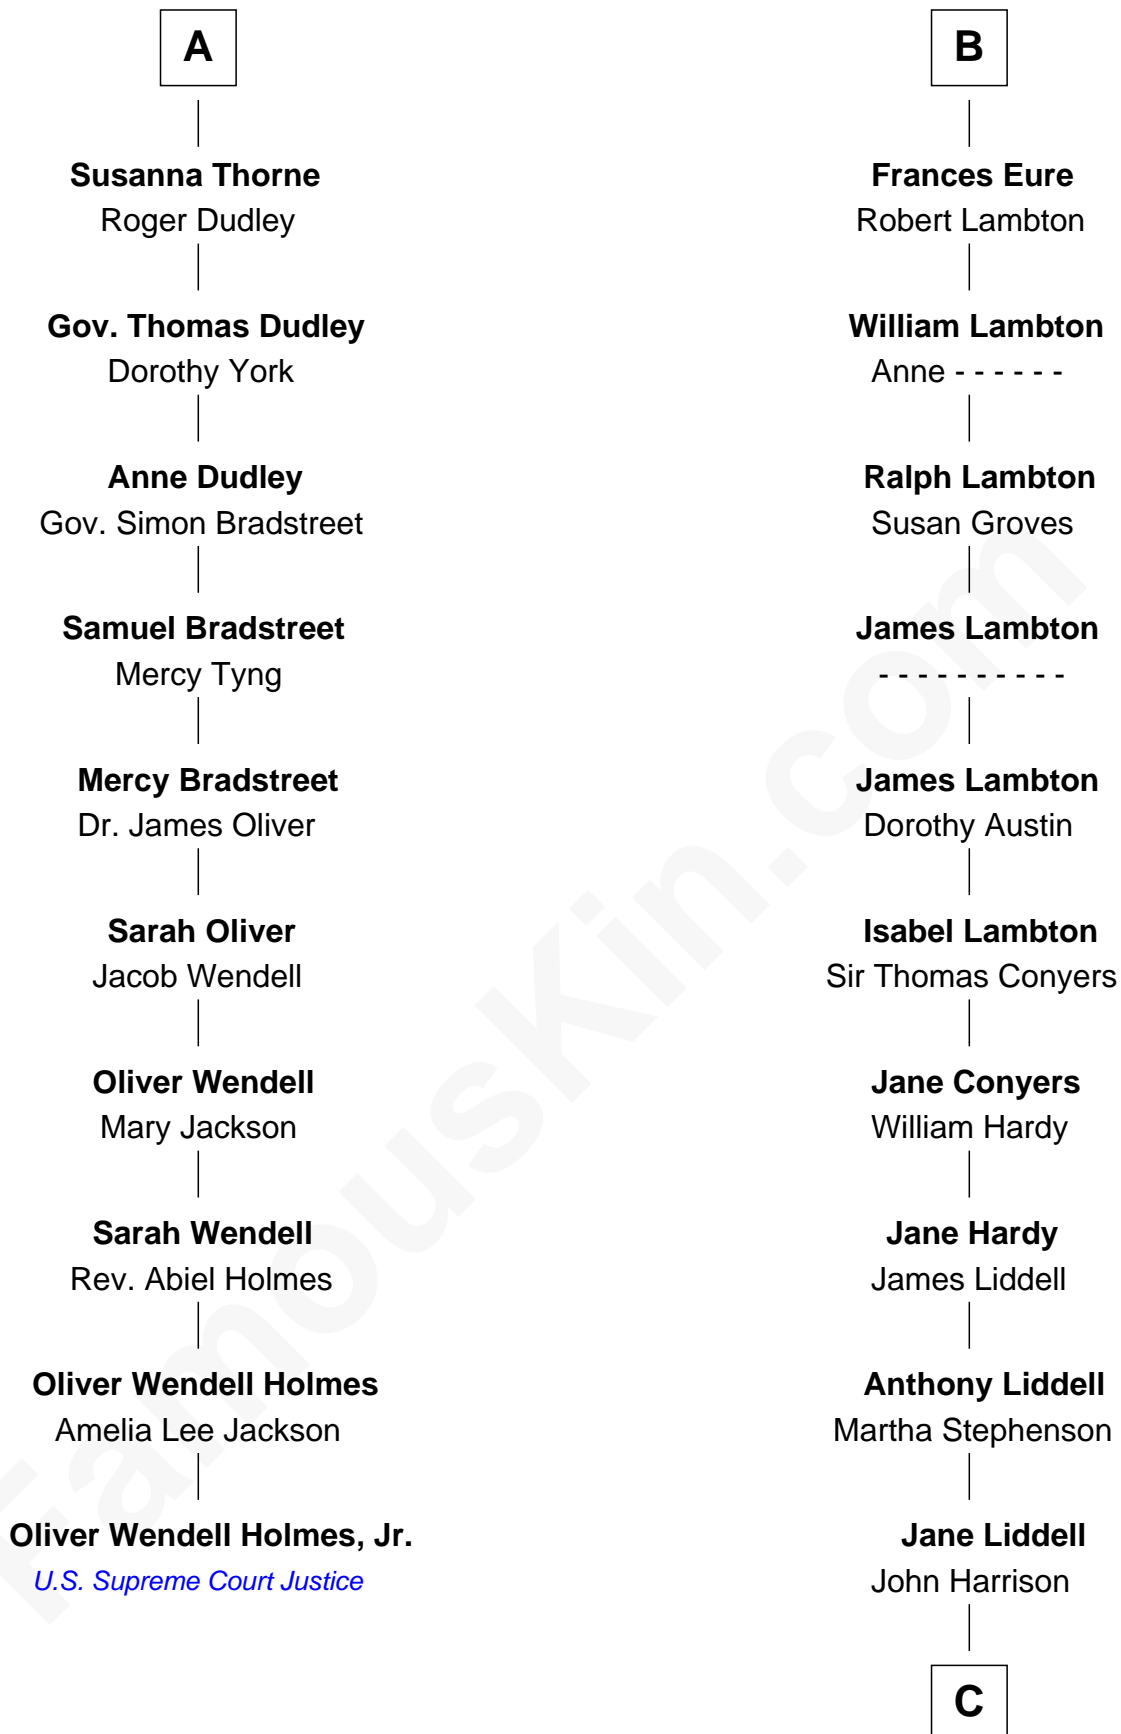 A
Susanna Thorne
Roger Dudley
Gov. Thomas Dudley
Dorothy York
Anne Dudley
Gov. Simon Bradstreet
Samuel Bradstreet
Mercy Tyng
Mercy Bradstreet
Dr. James Oliver
Sarah Oliver
Jacob Wendell
Oliver Wendell
Mary Jackson
Sarah Wendell
Rev. Abiel Holmes
Oliver Wendell Holmes
Amelia Lee Jackson
Oliver Wendell Holmes, Jr.
U.S. Supreme Court Justice
B
Frances Eure
Robert Lambton
William Lambton
Anne - - - - - -
Ralph Lambton
Susan Groves
James Lambton
- - - - - - - - - -
James Lambton
Dorothy Austin
Isabel Lambton
Sir Thomas Conyers
Jane Conyers
William Hardy
Jane Hardy
James Liddell
Anthony Liddell
Martha Stephenson
Jane Liddell
John Harrison
C
FamousKin.com